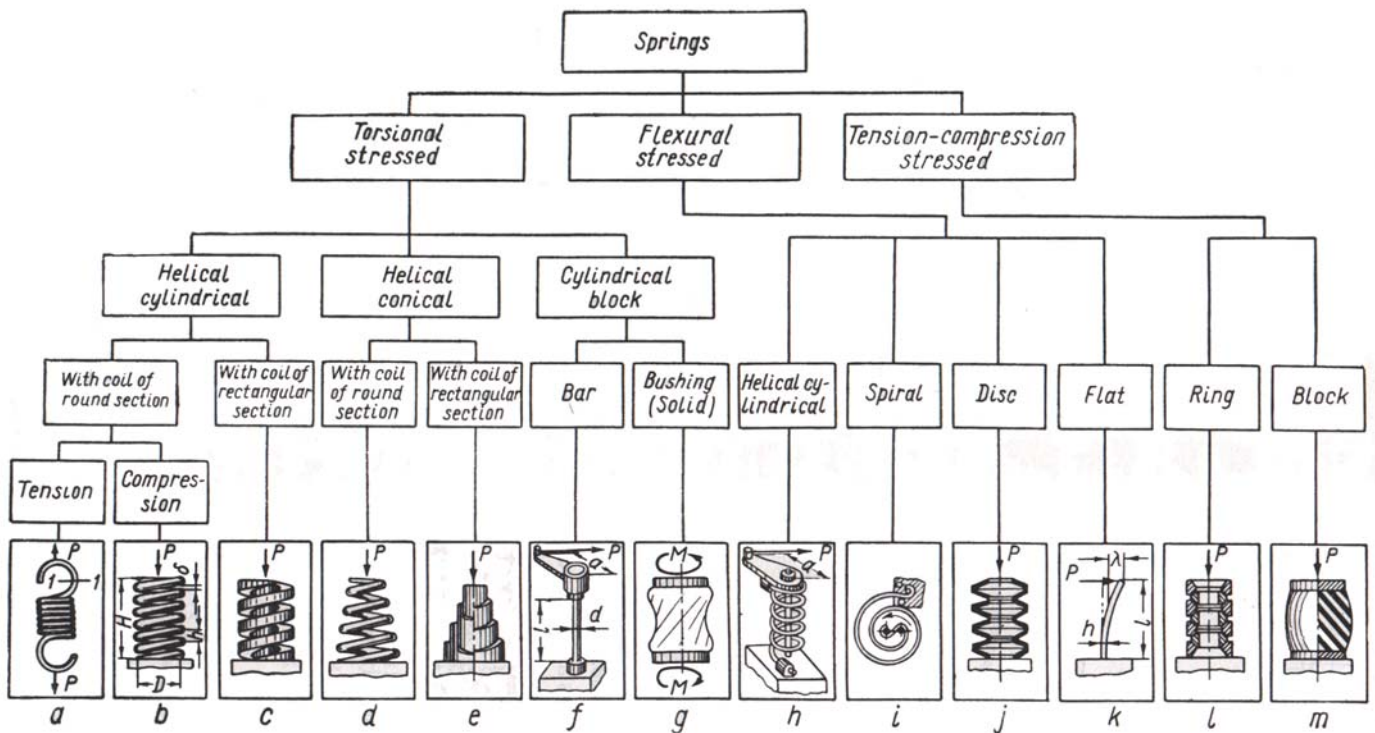 Springs
Torsional
stressed
Flexural
stressed
Tension-compression
stressed
Helical
cylindrical
Helical
conical
Cylindrical
block
With coil of
round section
With coil of
rectangular
section
With coil
of round
section
With coil of
rectangular
section
Bar
Bushing
(Solid)
Helical cy-
lindrical
Spiral
Disc
Flat
Ring
Block
Tension
Compres-
sion
P
1
1
P
a
P
δ
H
D
b
P
c
P
d
P
e
P
a
l
d
f
M
M
g
P
a
h
i
P
j
λ
P
h
l
k
P
l
P
m